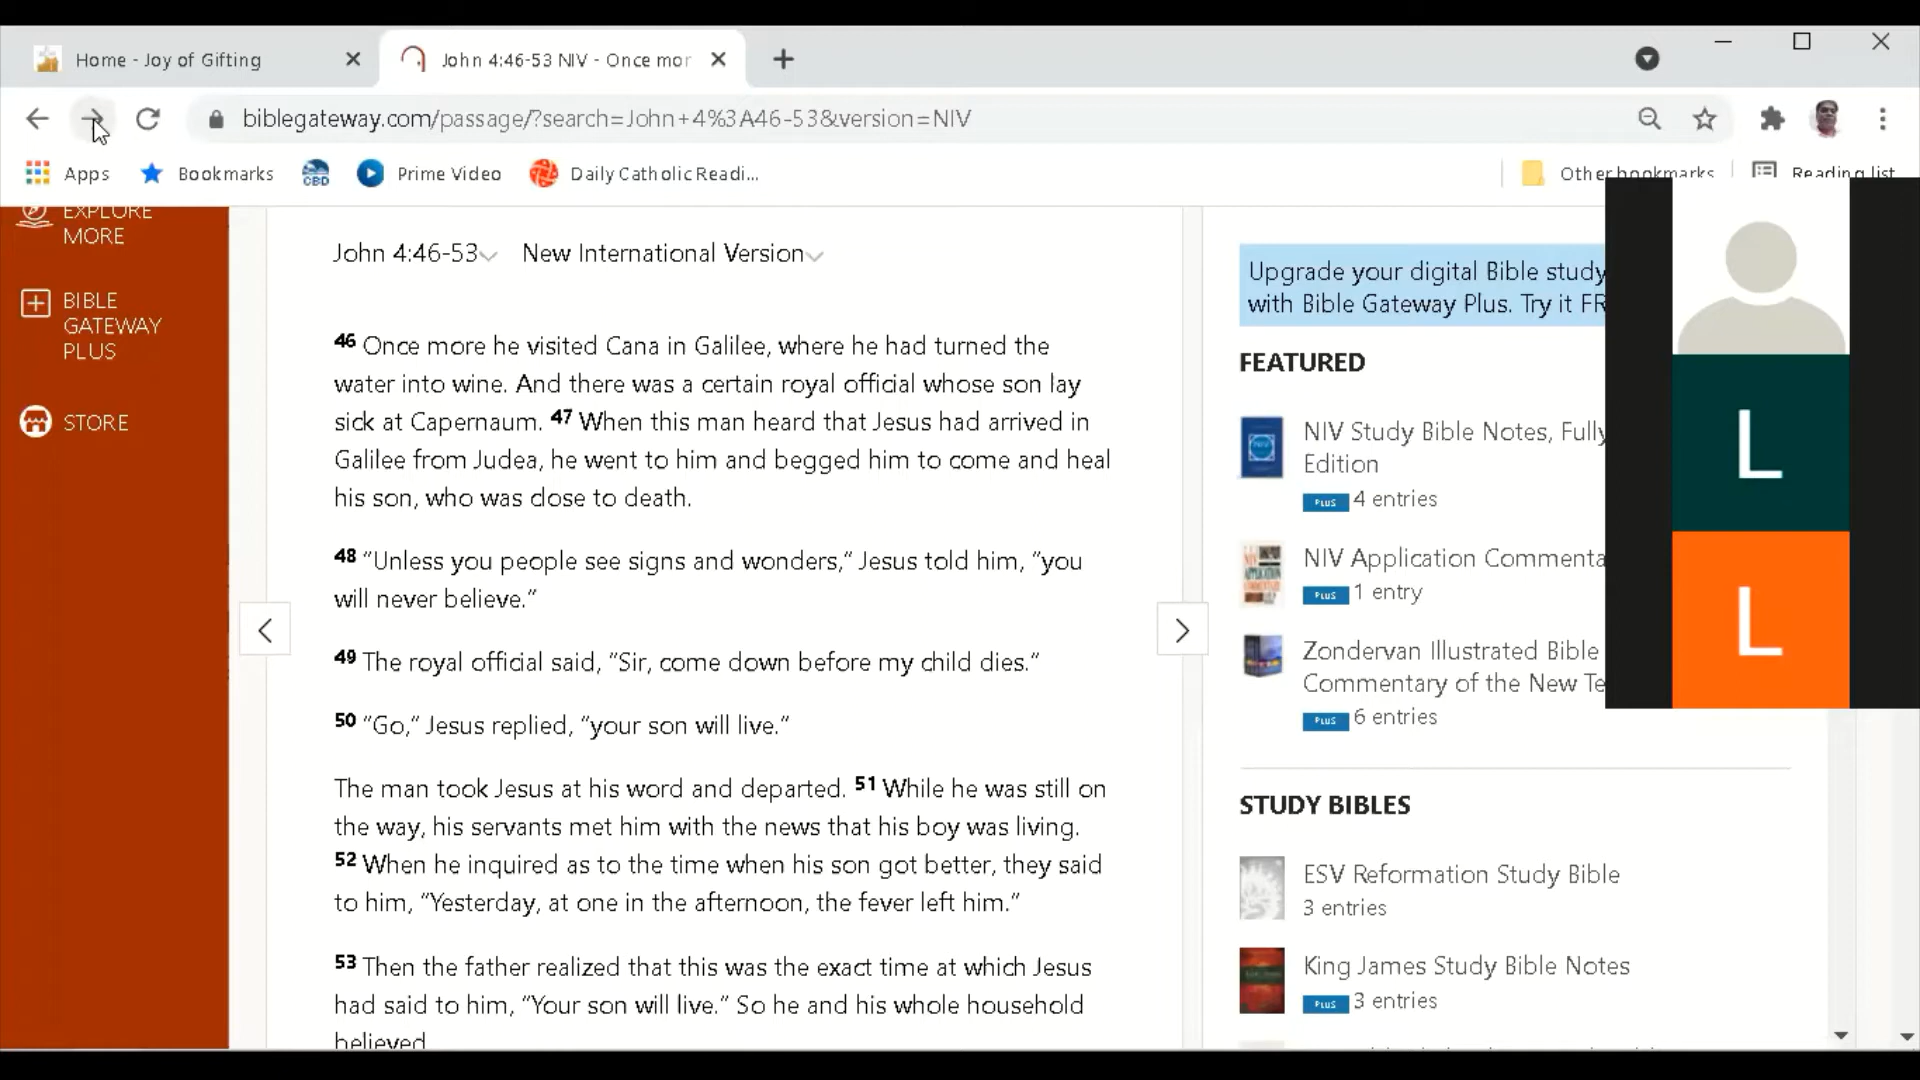 Home - Joy of Gifting
John 4:46-53 NIV - Once mor
biblegateway.com/passage/?search=John+4%3A46-53&version=NIV
Apps
Bookmarks
CBD
Prime Video
Daily Catholic Readi...
Other bookmarks
Reading list
EXPLORE
MORE
BIBLE
GATEWAY
PLUS
STORE
John 4:46-53 New International Version
46 Once more he visited Cana in Galilee, where he had turned the
water into wine. And there was a certain royal official whose son lay
sick at Capernaum. 47 When this man heard that Jesus had arrived in
Galilee from Judea, he went to him and begged him to come and heal
his son, who was close to death.
48 “Unless you people see signs and wonders,” Jesus told him, “you
will never believe.”
49 The royal official said, “Sir, come down before my child dies.”
50 “Go,” Jesus replied, “your son will live.”
The man took Jesus at his word and departed. 51 While he was still on
the way, his servants met him with the news that his boy was living.
52 When he inquired as to the time when his son got better, they said
to him, “Yesterday, at one in the afternoon, the fever left him.”
53 Then the father realized that this was the exact time at which Jesus
had said to him, “Your son will live.” So he and his whole household
believed
Upgrade your digital Bible study
with Bible Gateway Plus. Try it FR
FEATURED
NIV Study Bible Notes, Fully
Edition
PLUS 4 entries
NIV Application Commenta
PLUS 1 entry
Zondervan Illustrated Bible
Commentary of the New Te
PLUS 6 entries
STUDY BIBLES
ESV Reformation Study Bible
3 entries
King James Study Bible Notes
PLUS 3 entries
L
L